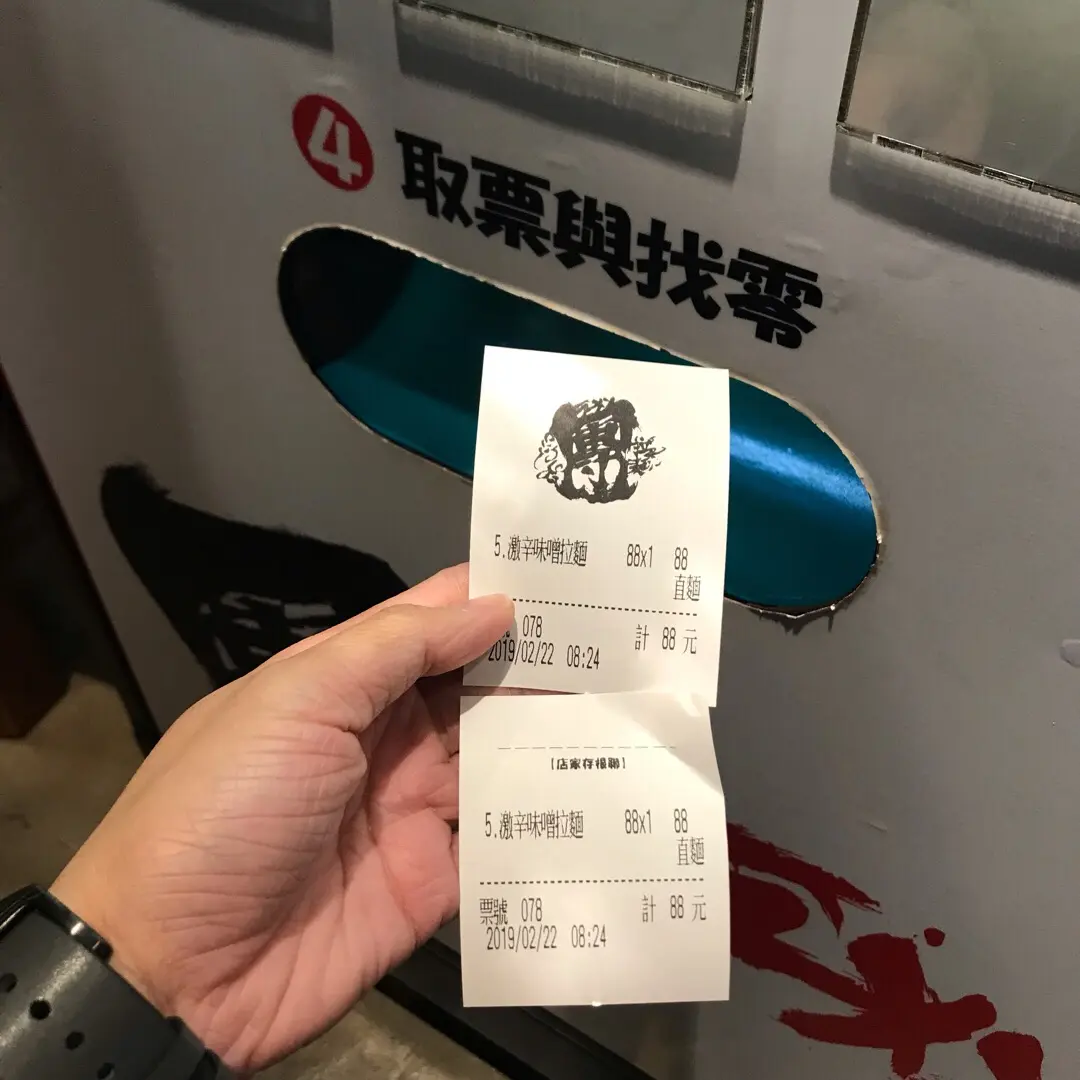 4 取票與找零
5.激辛味噌拉麵 88x1 88
直麵
078 計 88 元
2019/02/22 08:24
【店家存根聯】
5.激辛味噌拉麵 88x1 88
直麵
票號 078 計 88 元
2019/02/22 08:24